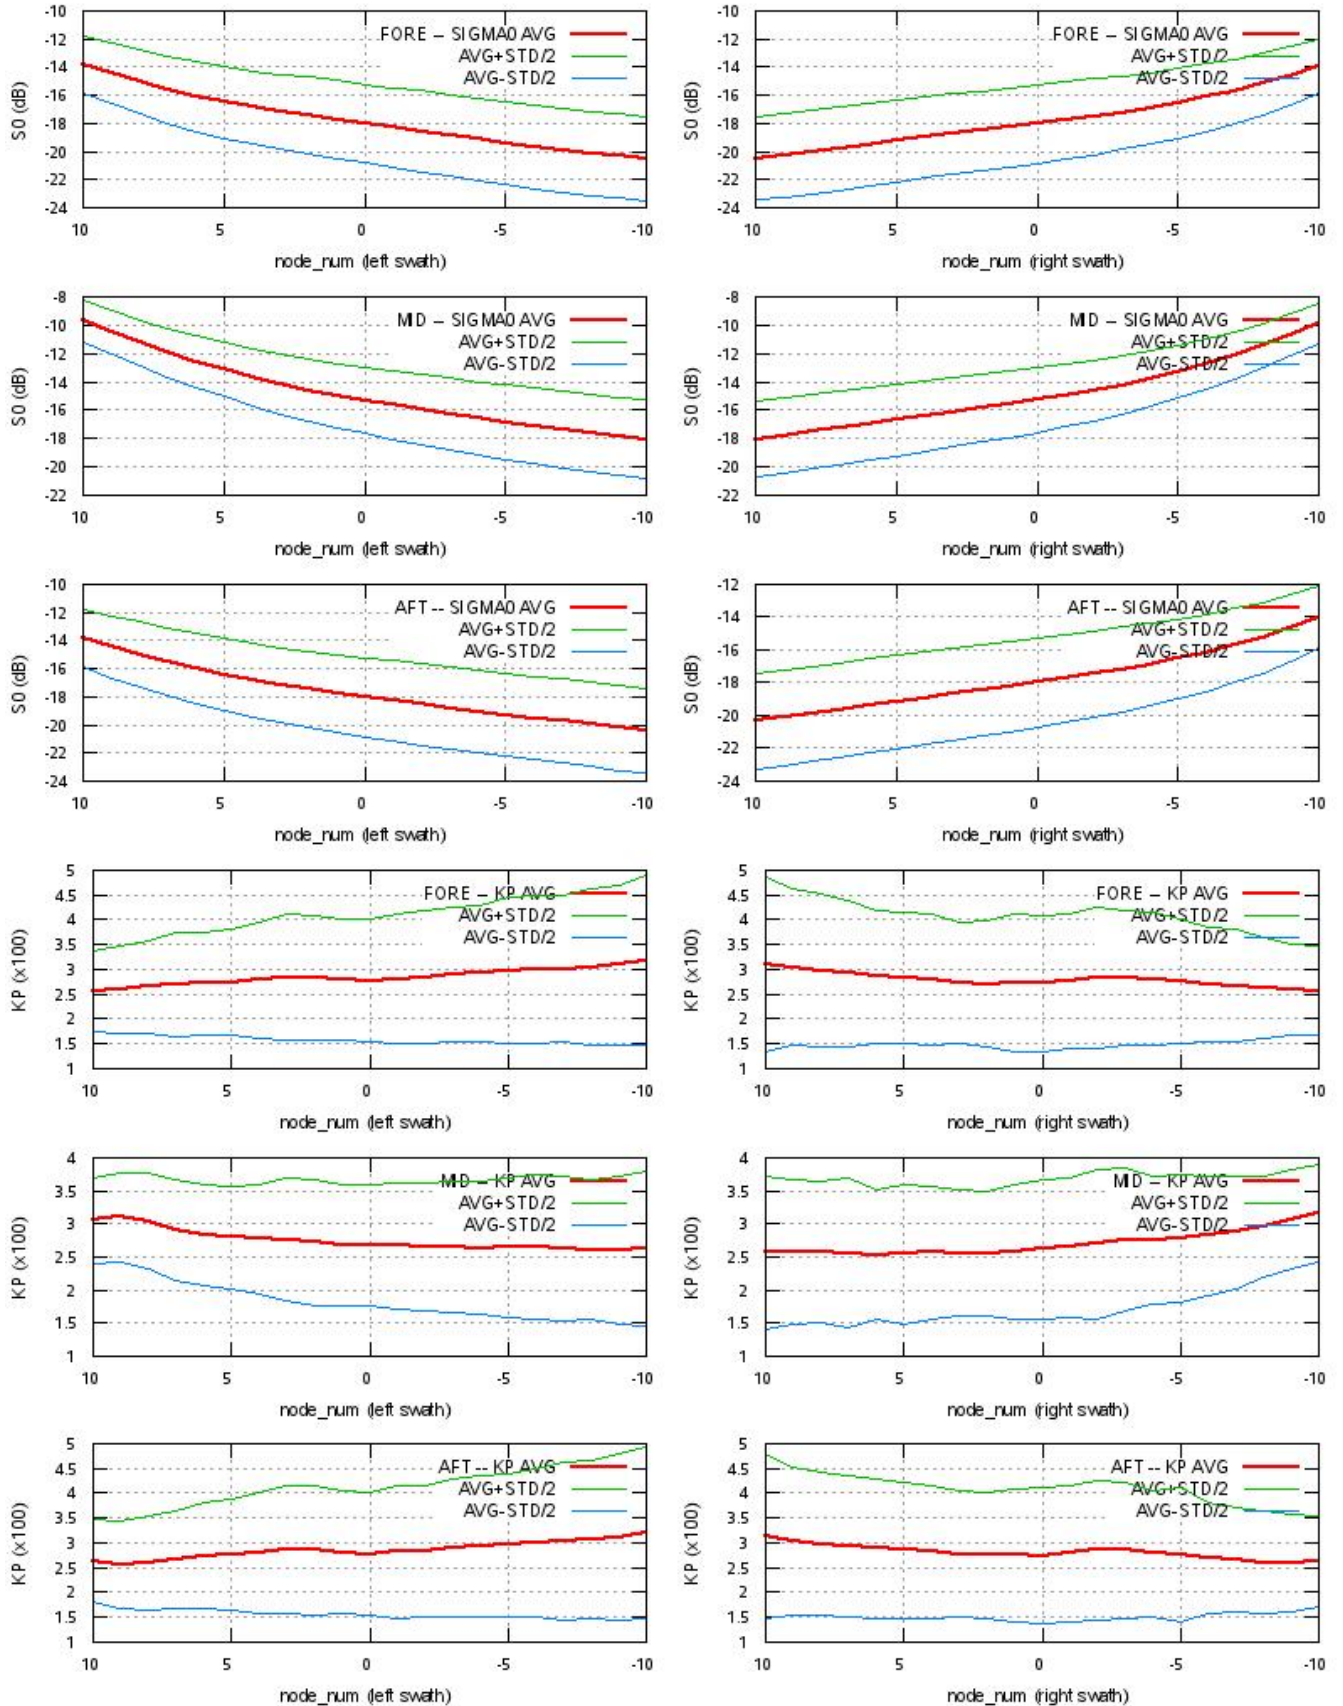 FORE -- SIGMA0 AVG
AVG+STD/2
AVG-STD/2
-10
-12
-14
-16
-18
-20
-22
-24
S0 (dB)
10 5 0 -5 -10
node_num (left swath)
FORE -- SIGMA0 AVG
AVG+STD/2
AVG-STD/2
-10
-12
-14
-16
-18
-20
-22
-24
S0 (dB)
10 5 0 -5 -10
node_num (right swath)
MID -- SIGMA0 AVG
AVG+STD/2
AVG-STD/2
-8
-10
-12
-14
-16
-18
-20
-22
S0 (dB)
10 5 0 -5 -10
node_num (left swath)
MID -- SIGMA0 AVG
AVG+STD/2
AVG-STD/2
-8
-10
-12
-14
-16
-18
-20
-22
S0 (dB)
10 5 0 -5 -10
node_num (right swath)
AFT -- SIGMA0 AVG
AVG+STD/2
AVG-STD/2
-10
-12
-14
-16
-18
-20
-22
-24
S0 (dB)
10 5 0 -5 -10
node_num (left swath)
AFT -- SIGMA0 AVG
AVG+STD/2
AVG-STD/2
-12
-14
-16
-18
-20
-22
-24
S0 (dB)
10 5 0 -5 -10
node_num (right swath)
FORE -- KP AVG
AVG+STD/2
AVG-STD/2
5
4.5
4
3.5
3
2.5
2
1.5
1
KP (x100)
10 5 0 -5 -10
node_num (left swath)
FORE -- KP AVG
AVG+STD/2
AVG-STD/2
5
4.5
4
3.5
3
2.5
2
1.5
1
KP (x100)
10 5 0 -5 -10
node_num (right swath)
MID -- KP AVG
AVG+STD/2
AVG-STD/2
4
3.5
3
2.5
2
1.5
1
KP (x100)
10 5 0 -5 -10
node_num (left swath)
MID -- KP AVG
AVG+STD/2
AVG-STD/2
4
3.5
3
2.5
2
1.5
1
KP (x100)
10 5 0 -5 -10
node_num (right swath)
AFT -- KP AVG
AVG+STD/2
AVG-STD/2
5
4.5
4
3.5
3
2.5
2
1.5
1
KP (x100)
10 5 0 -5 -10
node_num (left swath)
AFT -- KP AVG
AVG+STD/2
AVG-STD/2
5
4.5
4
3.5
3
2.5
2
1.5
1
KP (x100)
10 5 0 -5 -10
node_num (right swath)